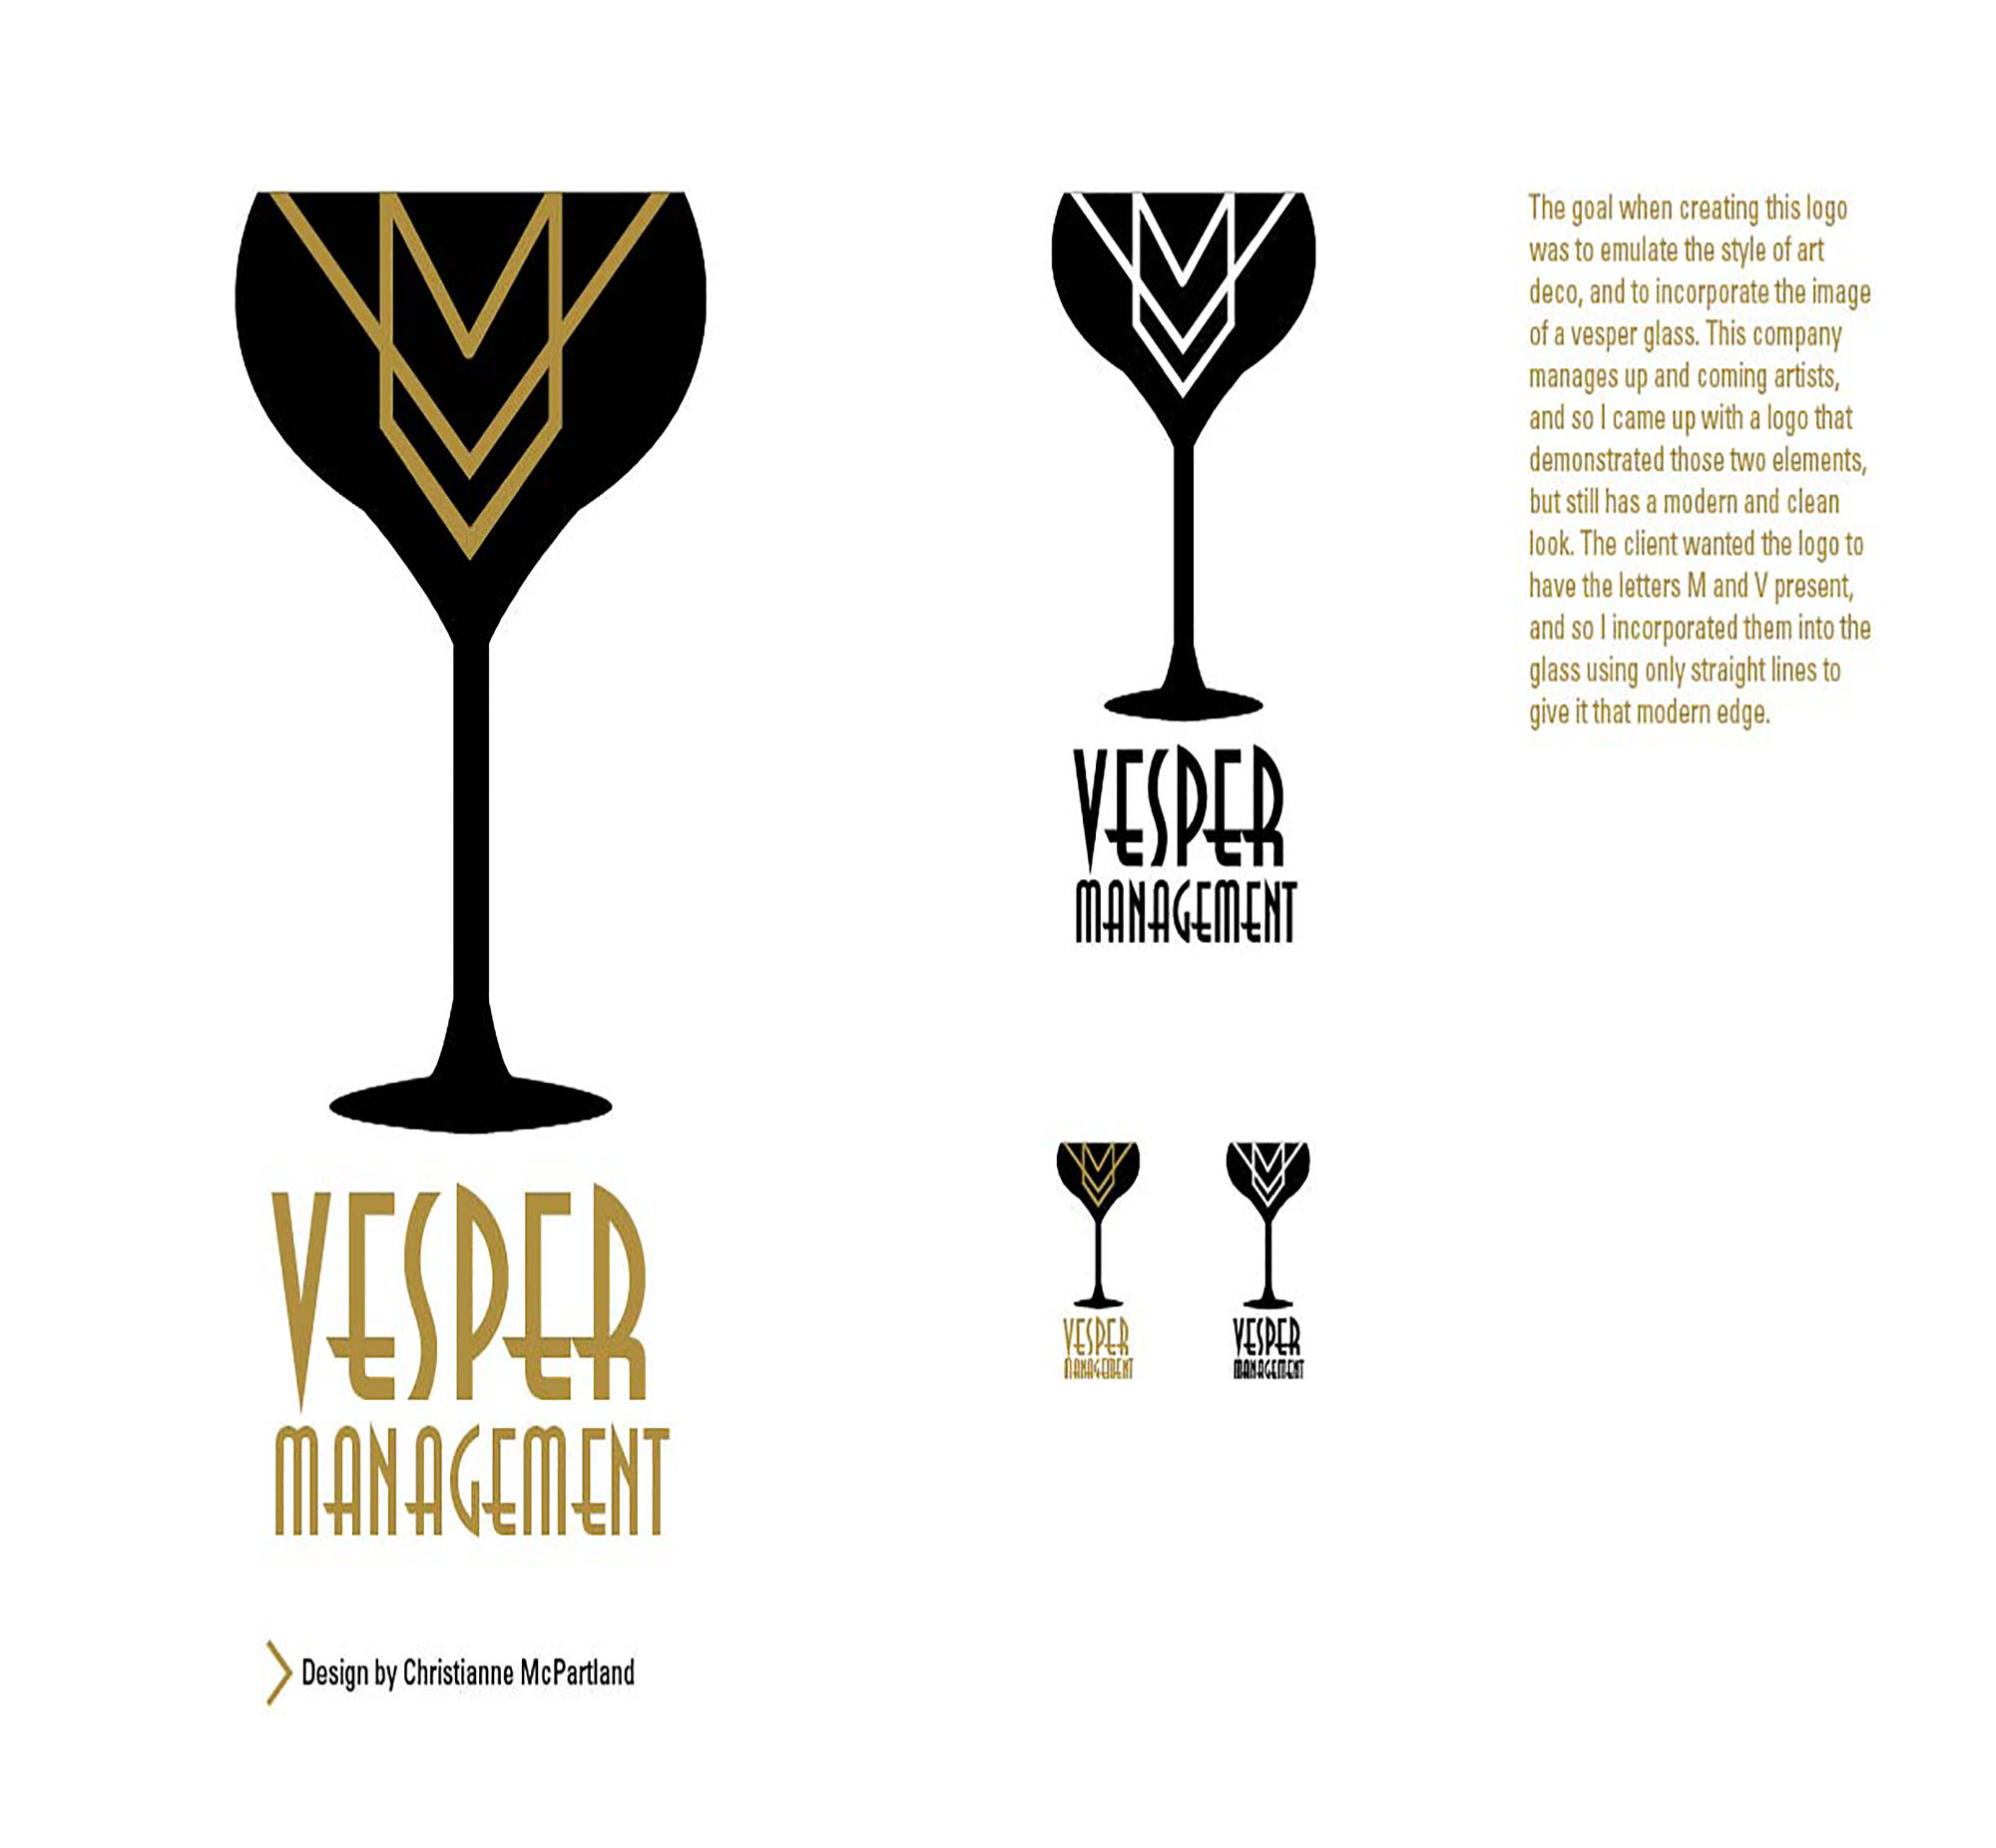 VESPER
MANAGEMENT
Design by Christianne McPartland
VESPER
MANAGEMENT
VESPER
MANAGEMENT
VESPER
MANAGEMENT
The goal when creating this logo
was to emulate the style of art
deco, and to incorporate the image
of a vesper glass. This company
manages up and coming artists,
and so I came up with a logo that
demonstrated those two elements,
but still has a modern and clean
look. The client wanted the logo to
have the letters M and V present,
and so I incorporated them into the
glass using only straight lines to
give it that modern edge.